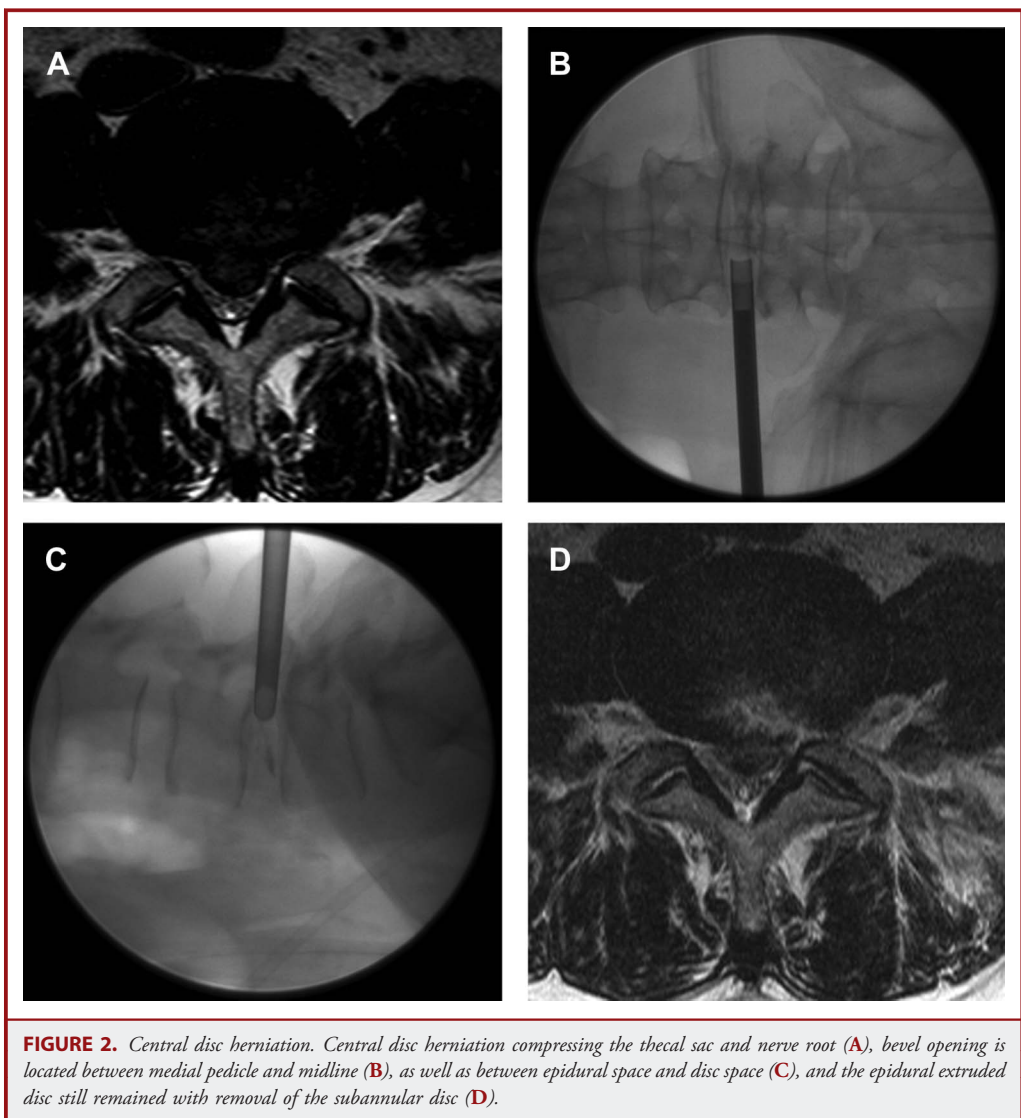 A
B
C
D
FIGURE 2. Central disc herniation. Central disc herniation compressing the thecal sac and nerve root (A), bevel opening is
located between medial pedicle and midline (B), as well as between epidural space and disc space (C), and the epidural extruded
disc still remained with removal of the subannular disc (D).